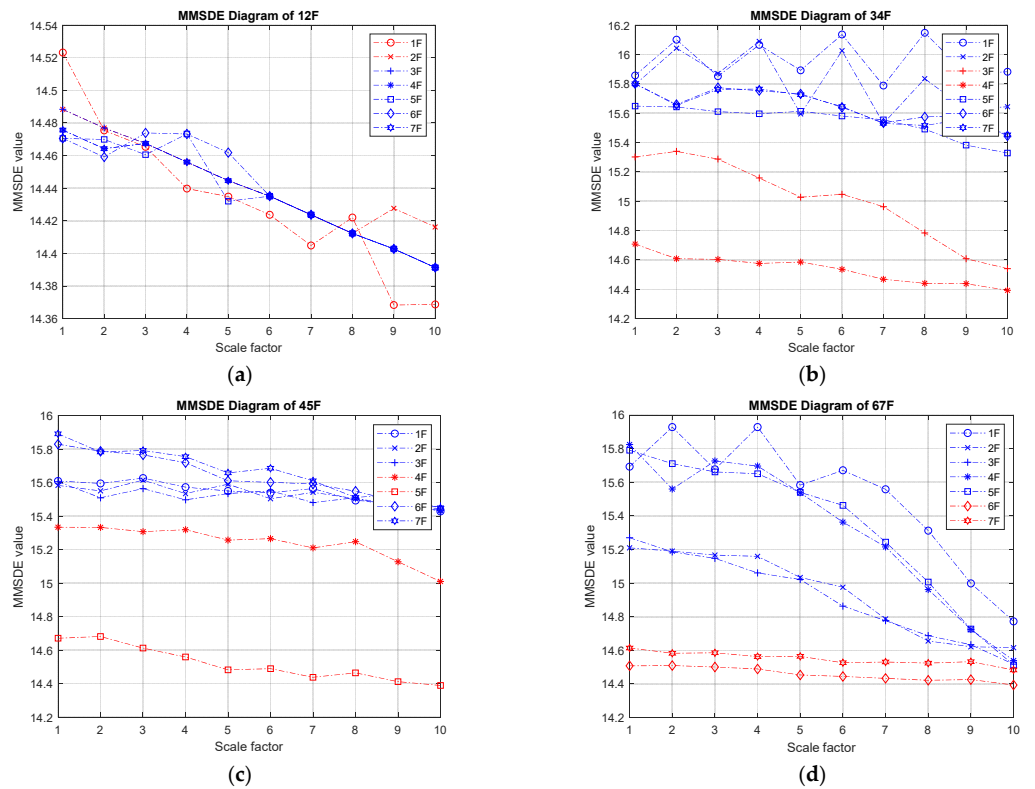 MMSDE Diagram of 12F
14.54
14.52
14.5
14.48
14.46
14.44
14.42
14.4
14.38
14.36
MMSDE value
1 2 3 4 5 6 7 8 9 10
Scale factor
1F
2F
3F
4F
5F
6F
7F
(a)
MMSDE Diagram of 34F
16.2
16
15.8
15.6
15.4
15.2
15
14.8
14.6
14.4
14.2
MMSDE value
1 2 3 4 5 6 7 8 9 10
Scale factor
1F
2F
3F
4F
5F
6F
7F
(b)
MMSDE Diagram of 45F
16
15.8
15.6
15.4
15.2
15
14.8
14.6
14.4
14.2
MMSDE value
1 2 3 4 5 6 7 8 9 10
Scale factor
1F
2F
3F
4F
5F
6F
7F
(c)
MMSDE Diagram of 67F
16
15.8
15.6
15.4
15.2
15
14.8
14.6
14.4
14.2
MMSDE value
1 2 3 4 5 6 7 8 9 10
Scale factor
1F
2F
3F
4F
5F
6F
7F
(d)